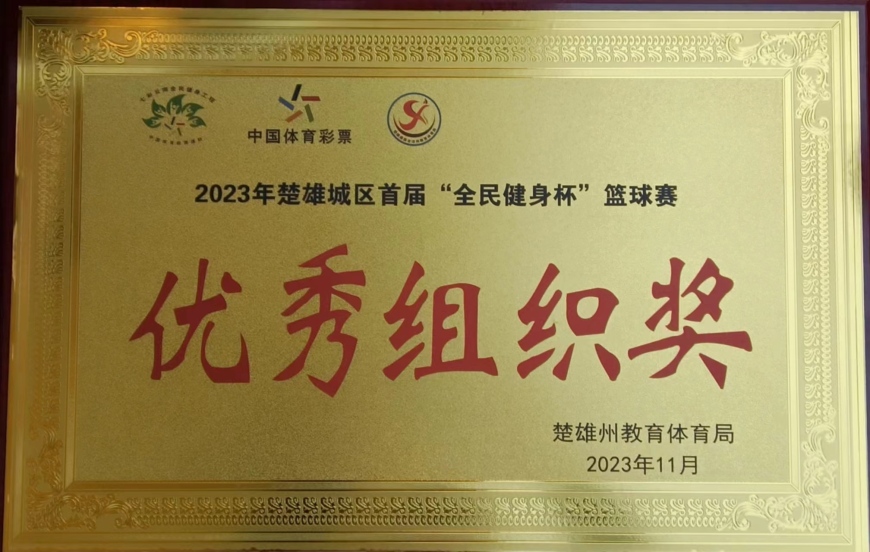 中国体育彩票
2023年楚雄城区首届“全民健身杯”篮球赛
优秀组织奖
楚雄州教育体育局
2023年11月